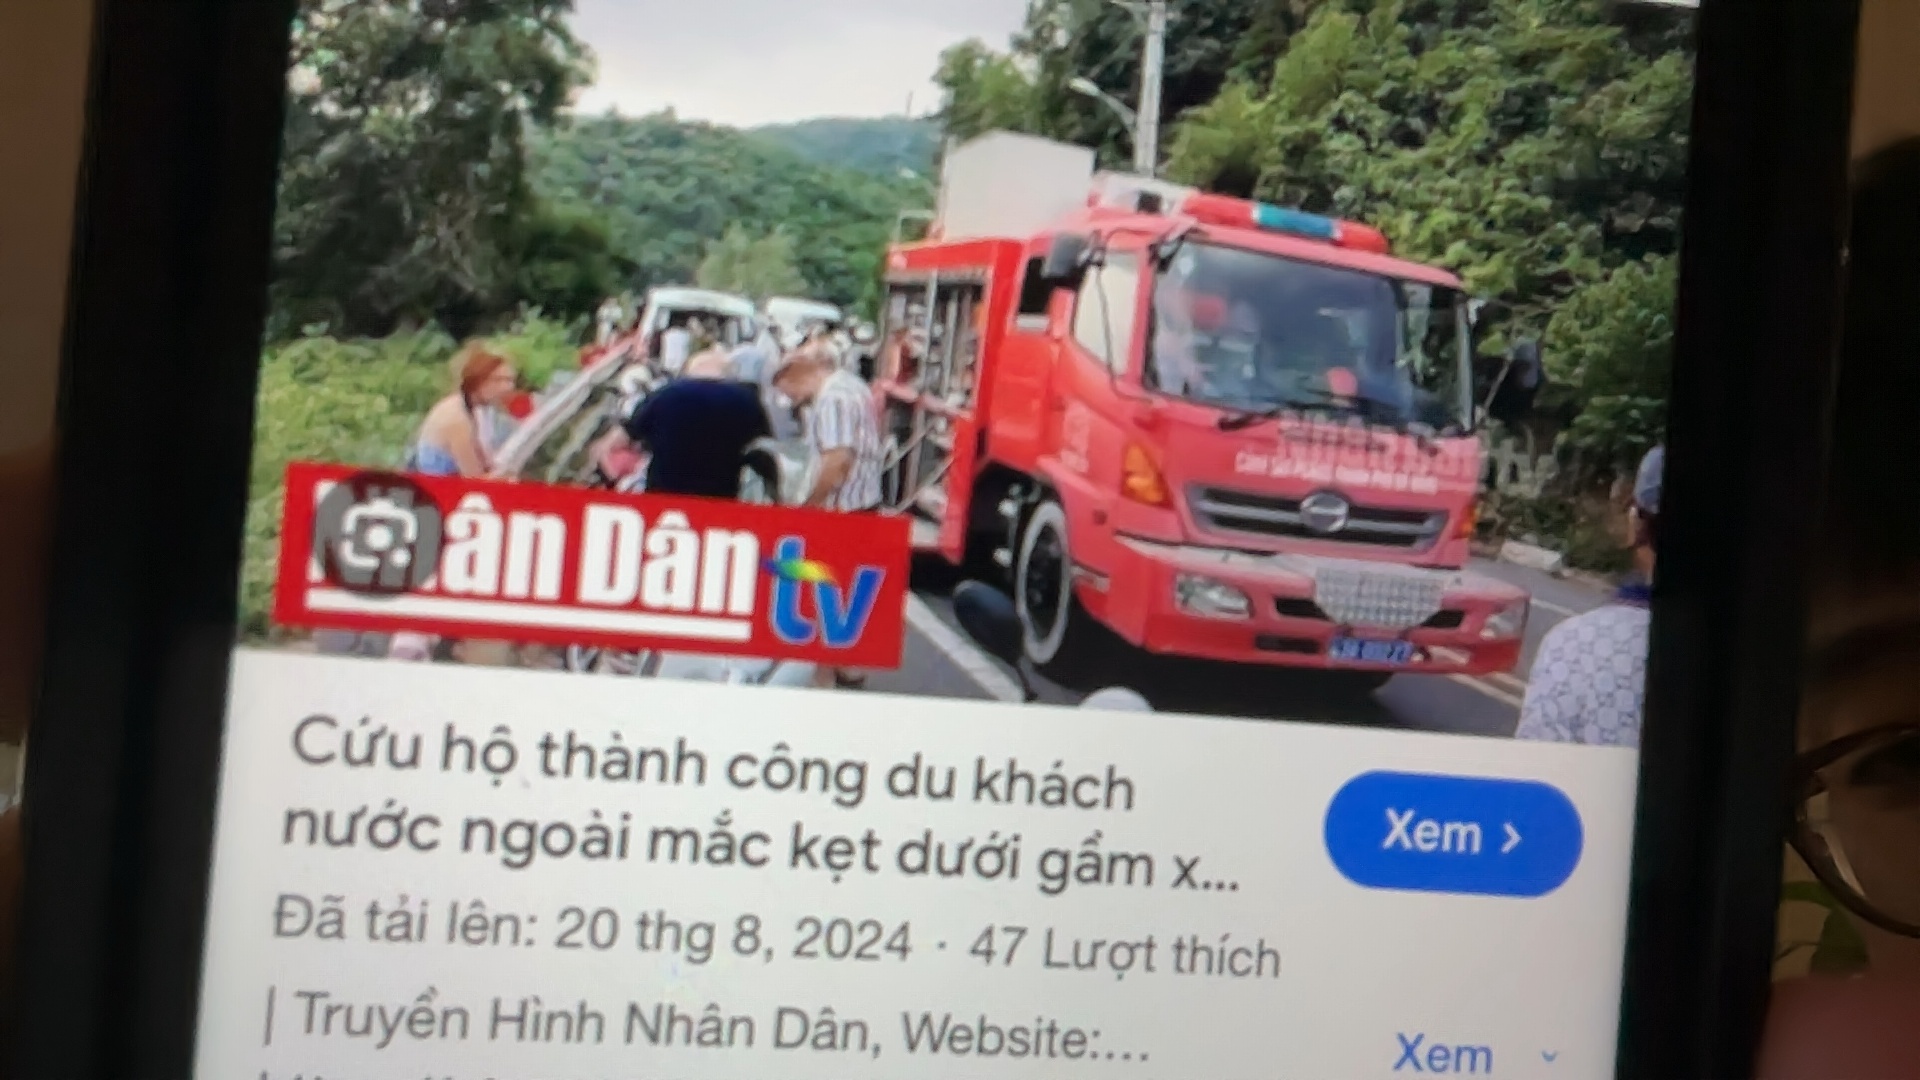 Nhân Dân tv
Cứu hộ thành công du khách
nước ngoài mắc kẹt dưới gầm x...
Xem >
Đã tải lên: 20 thg 8, 2024 · 47 Lượt thích
| Truyền Hình Nhân Dân, Website:...
Xem